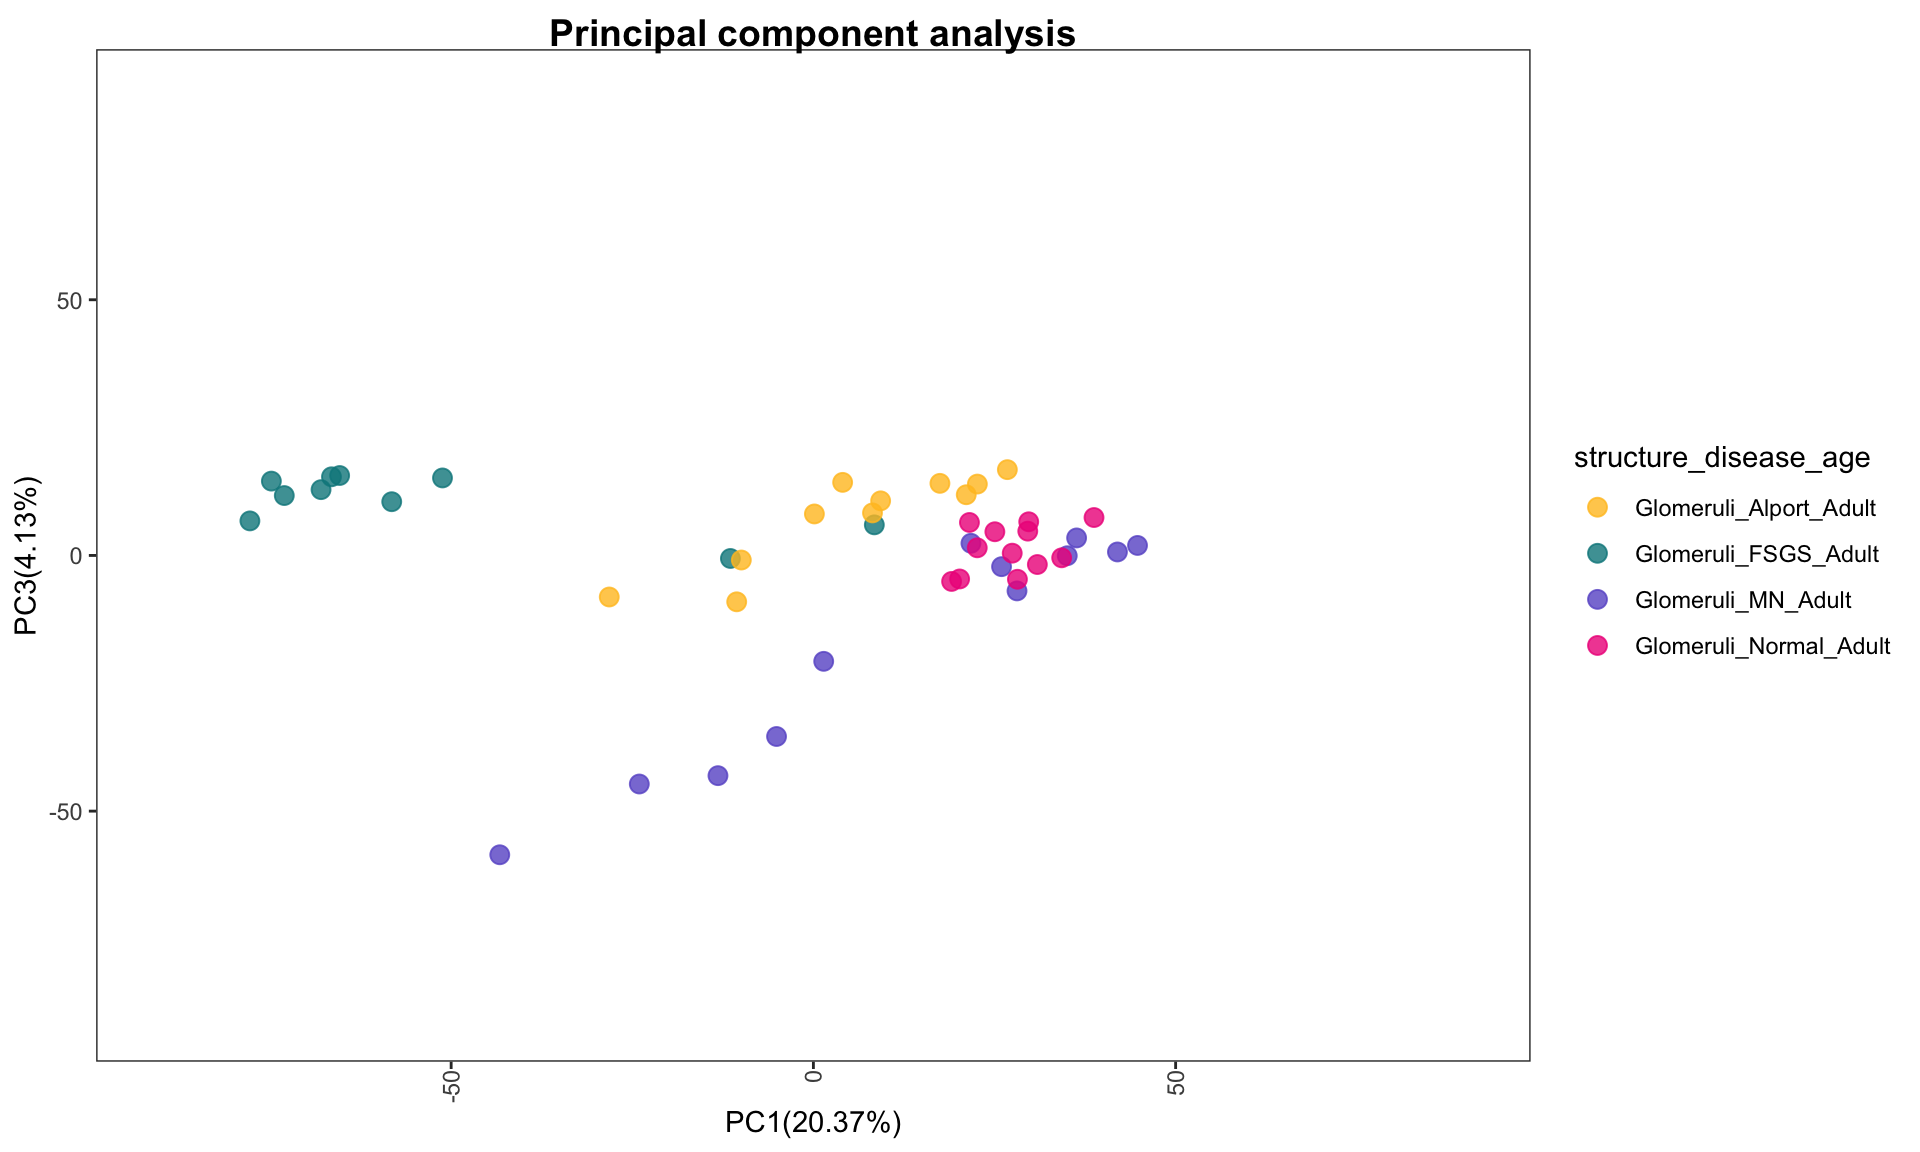 Principal component analysis
PC3(4.13%)
50
0
-50
-50
0
50
PC1(20.37%)
structure_disease_age
Glomeruli_Alport_Adult
Glomeruli_FSGS_Adult
Glomeruli_MN_Adult
Glomeruli_Normal_Adult